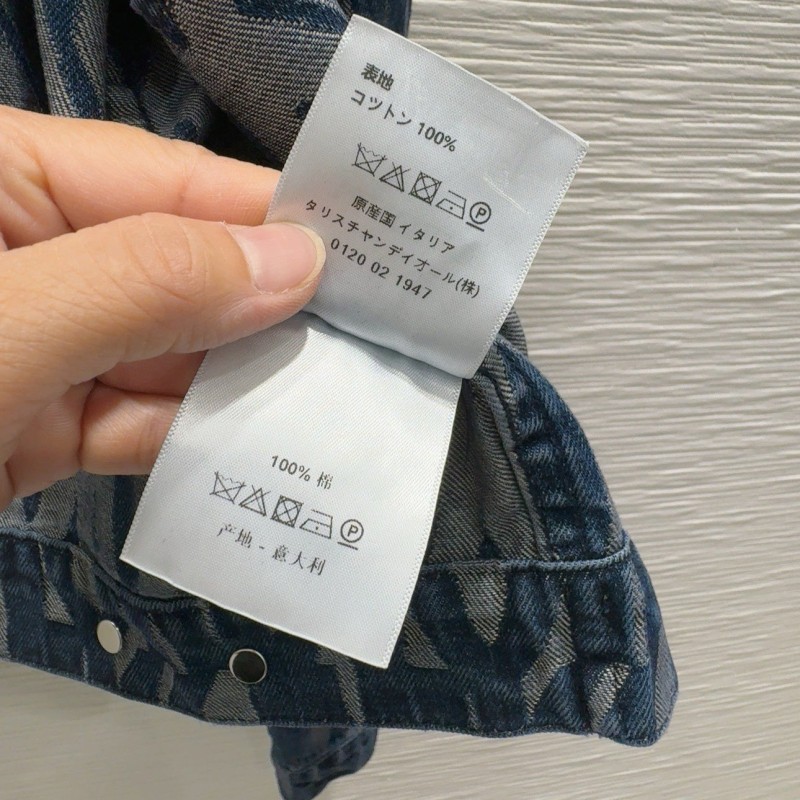 表地
コットン 100%
P
原産国 イタリア
タリスチャンディオール(株)
0120 02 1947
100% 棉
P
产地 - 意大利